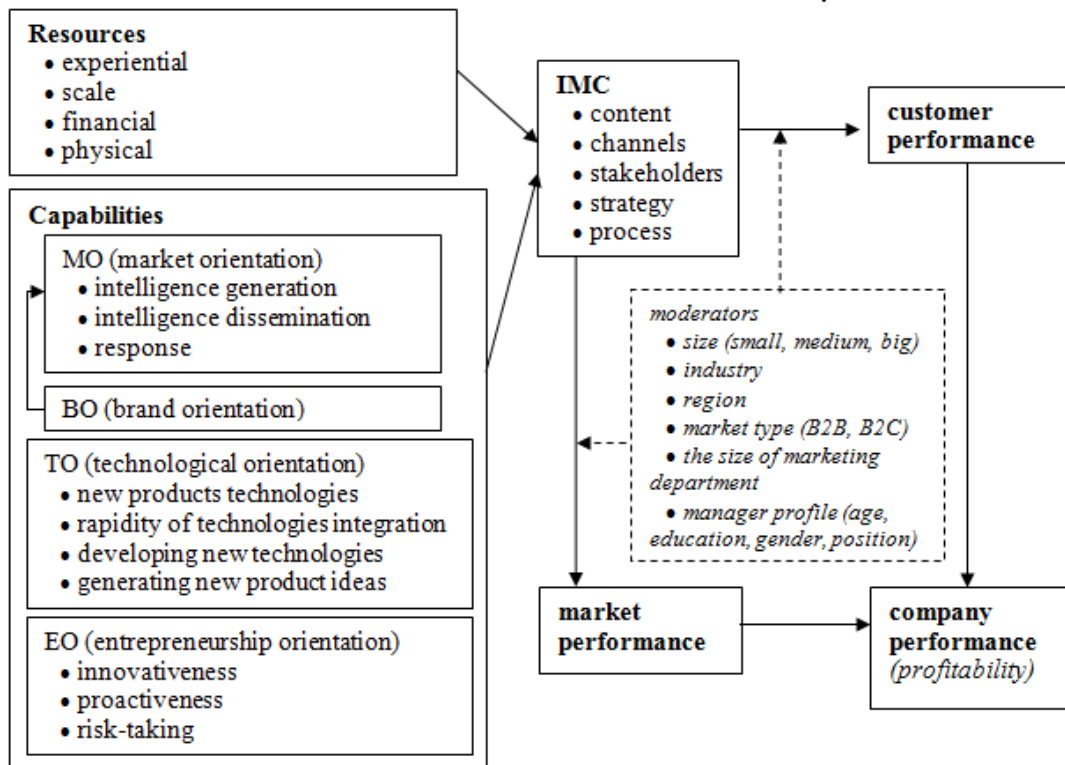 Resources
• experiential
• scale
• financial
• physical
Capabilities
MO (market orientation)
• intelligence generation
• intelligence dissemination
• response
BO (brand orientation)
TO (technological orientation)
• new products technologies
• rapidity of technologies integration
• developing new technologies
• generating new product ideas
EO (entrepreneurship orientation)
• innovativeness
• proactiveness
• risk-taking
IMC
• content
• channels
• stakeholders
• strategy
• process
customer
performance
moderators
• size (small, medium, big)
• industry
• region
• market type (B2B, B2C)
• the size of marketing
department
• manager profile (age,
education, gender, position)
market
performance
company
performance
(profitability)